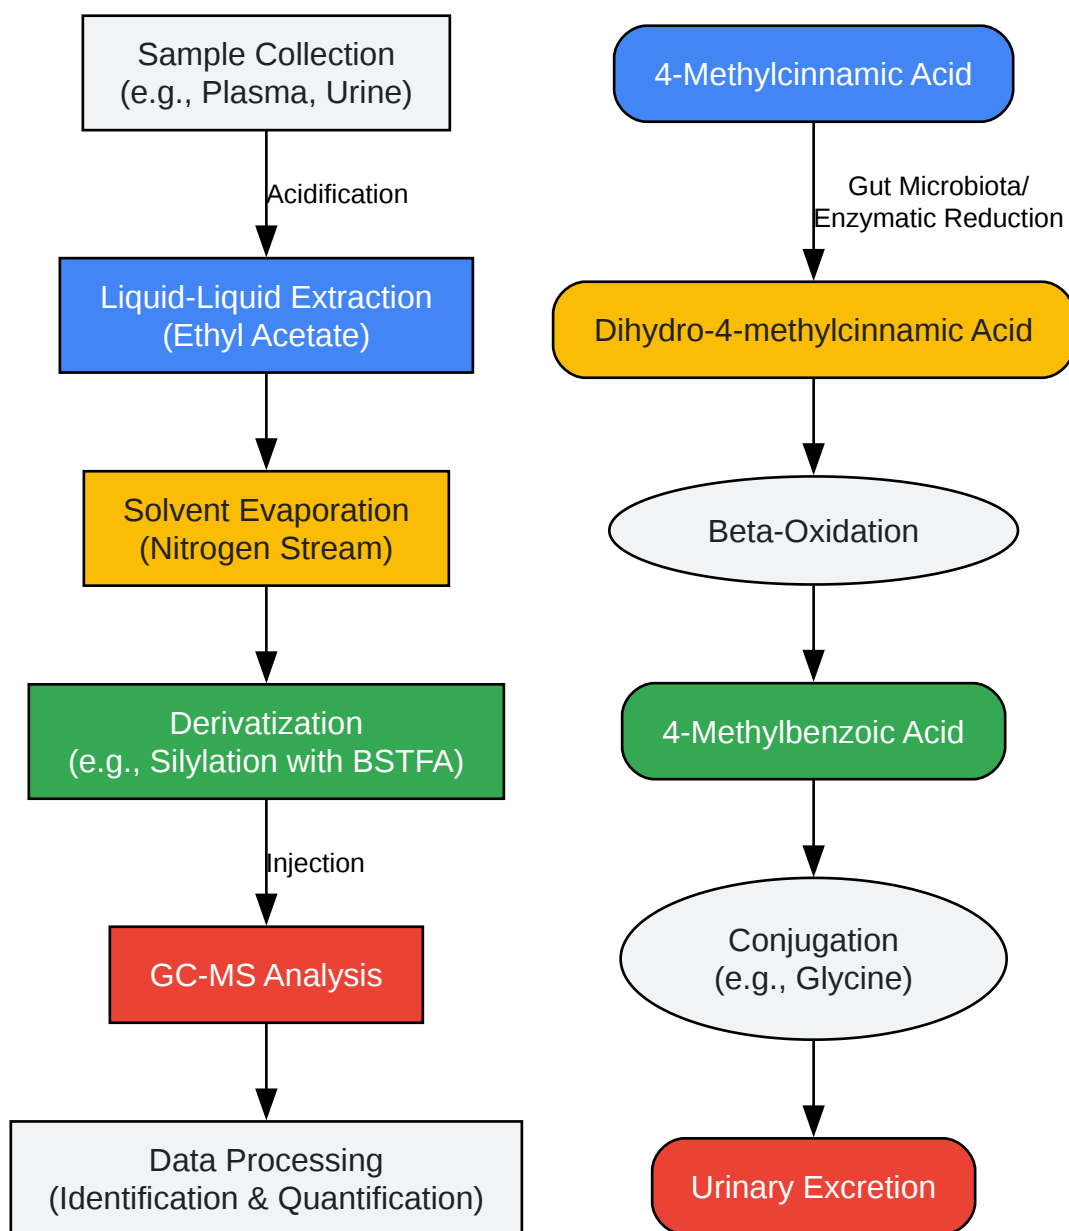 Sample Collection
(e.g., Plasma, Urine)
Acidification
Liquid-Liquid Extraction
(Ethyl Acetate)
Solvent Evaporation
(Nitrogen Stream)
Derivatization
(e.g., Silylation with BSTFA)
Injection
GC-MS Analysis
Data Processing
(Identification & Quantification)
4-Methylcinnamic Acid
Gut Microbiota/
Enzymatic Reduction
Dihydro-4-methylcinnamic Acid
Beta-Oxidation
4-Methylbenzoic Acid
Conjugation
(e.g., Glycine)
Urinary Excretion